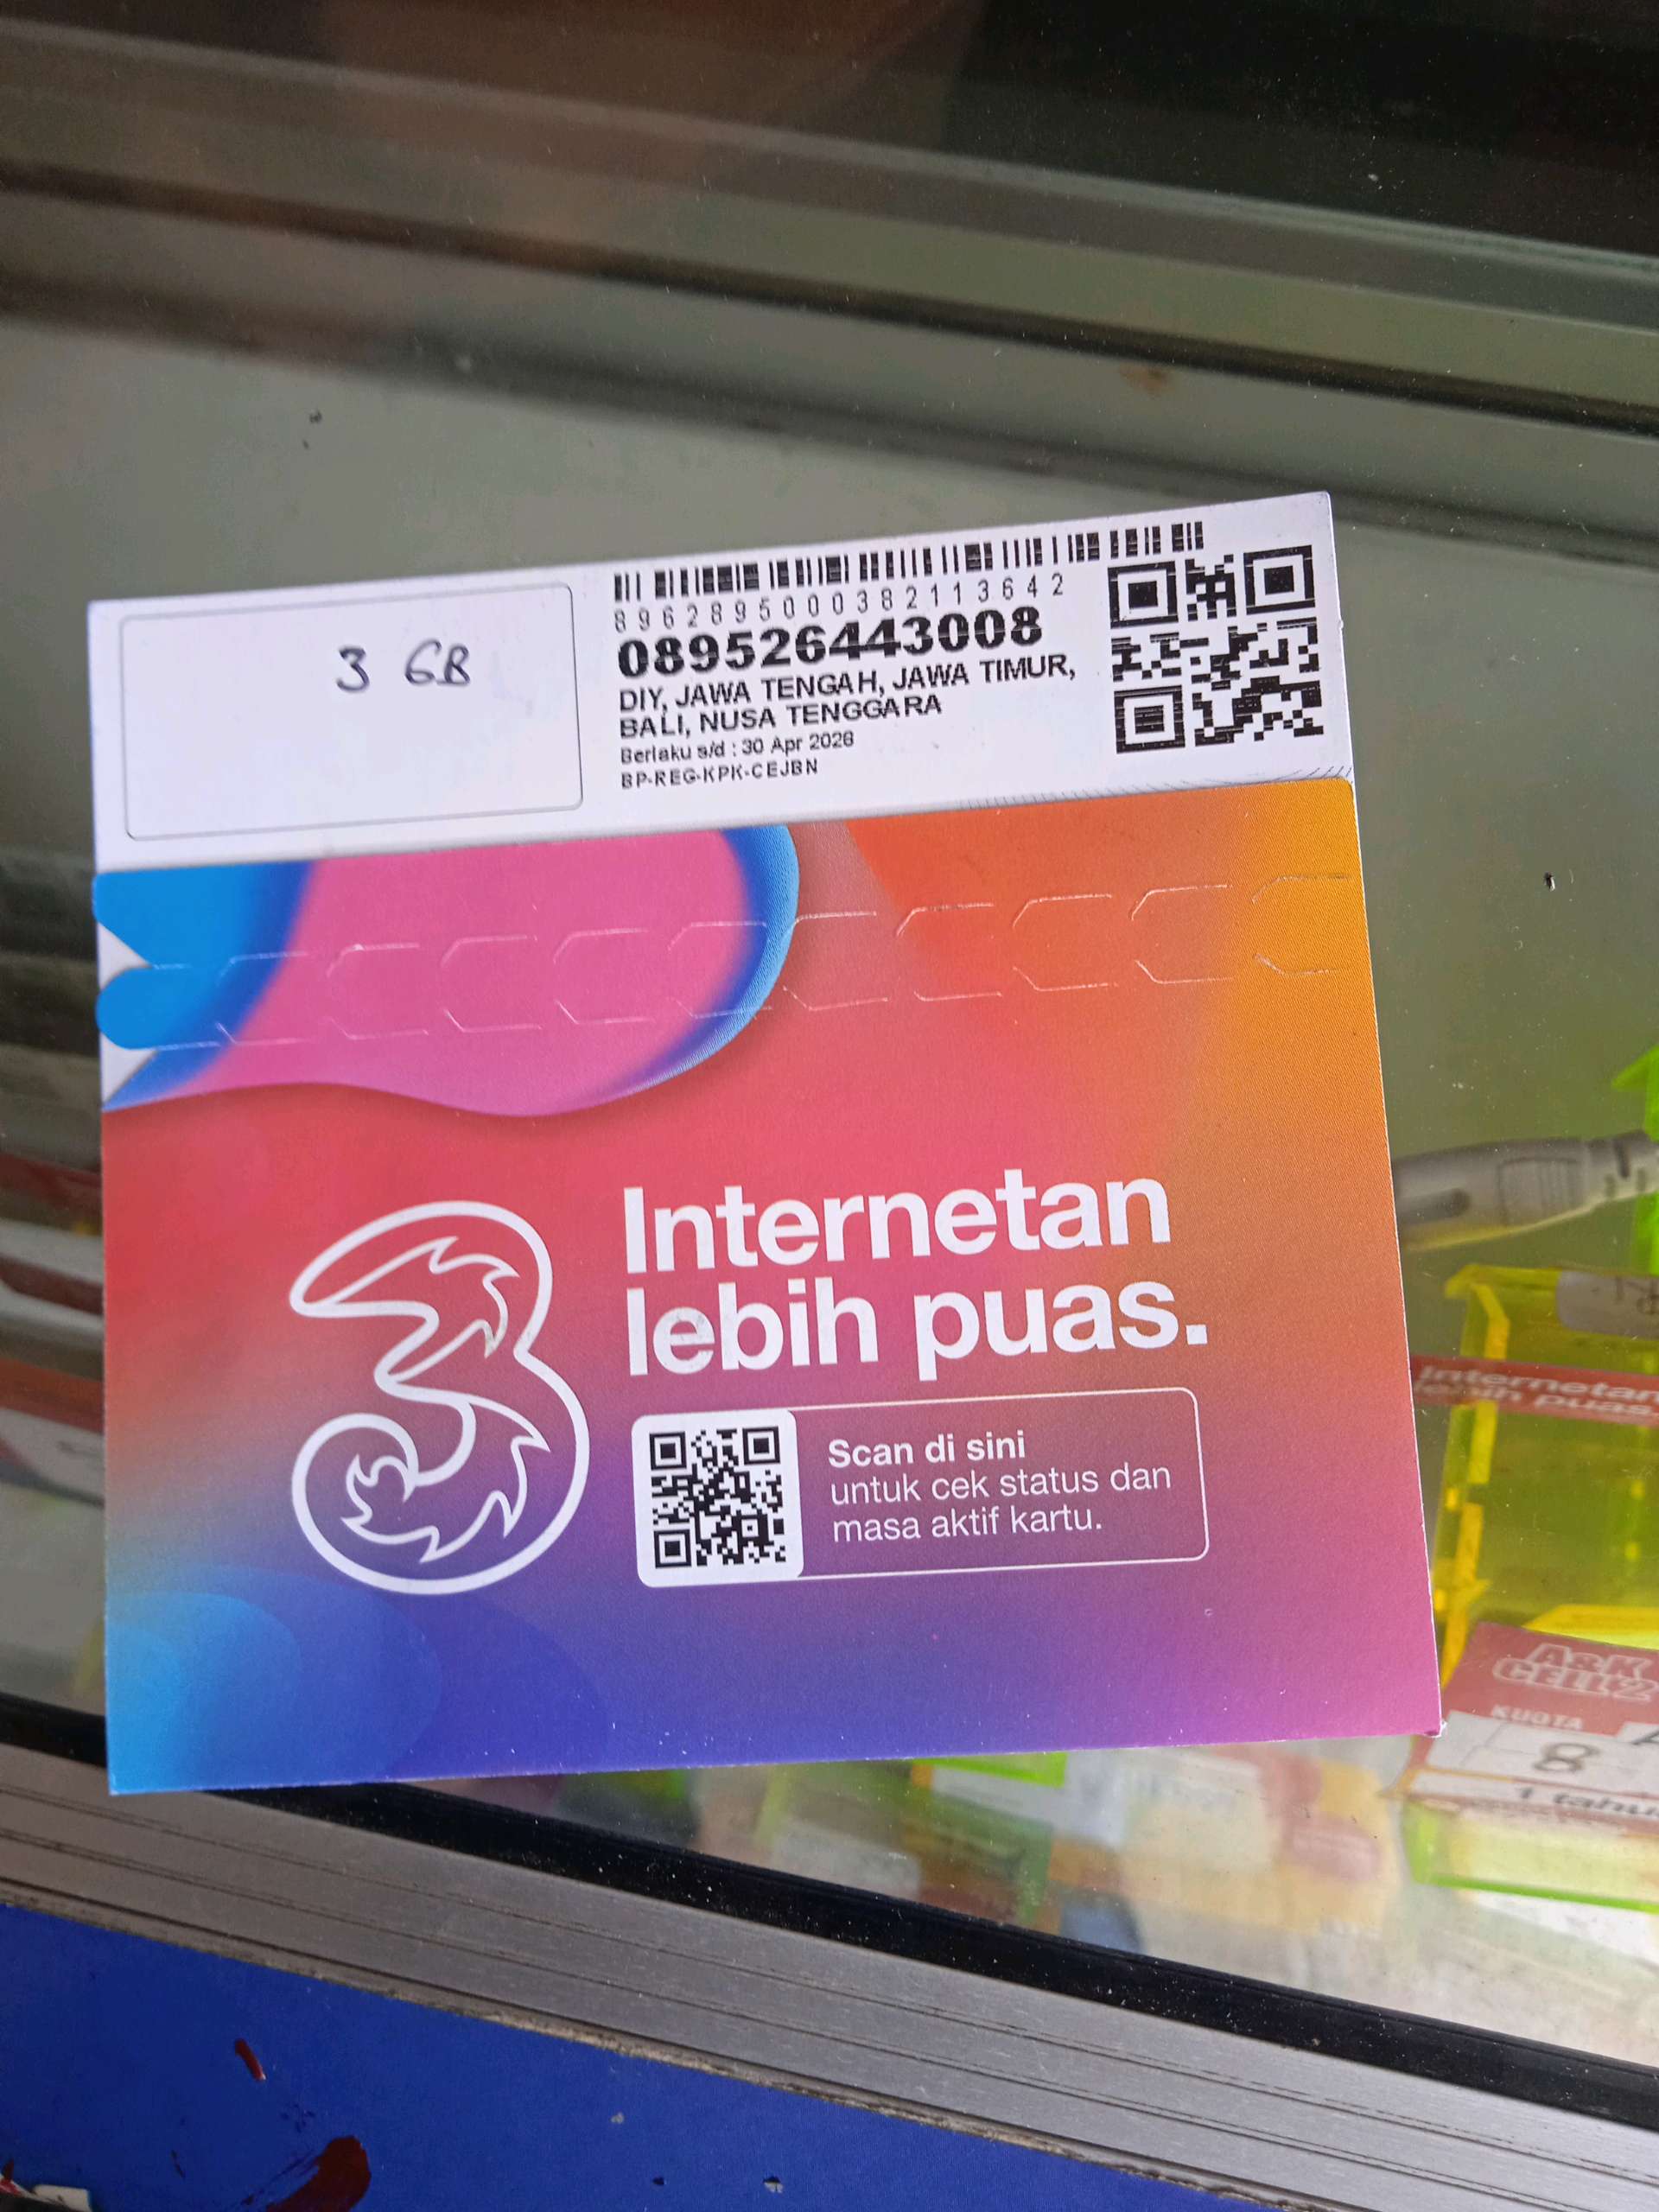 3 GB
8962895000382113642
089526443008
DIY, JAWA TENGAH, JAWA TIMUR,
BALI, NUSA TENGGARA
Berlaku s/d : 30 Apr 2026
BP-REG-KPK-CEJBN
Internetan
lebih puas.
Scan di sini
untuk cek status dan
masa aktif kartu.
Internetan
lebih puas.
A&K
CELL 2
KUOTA
8